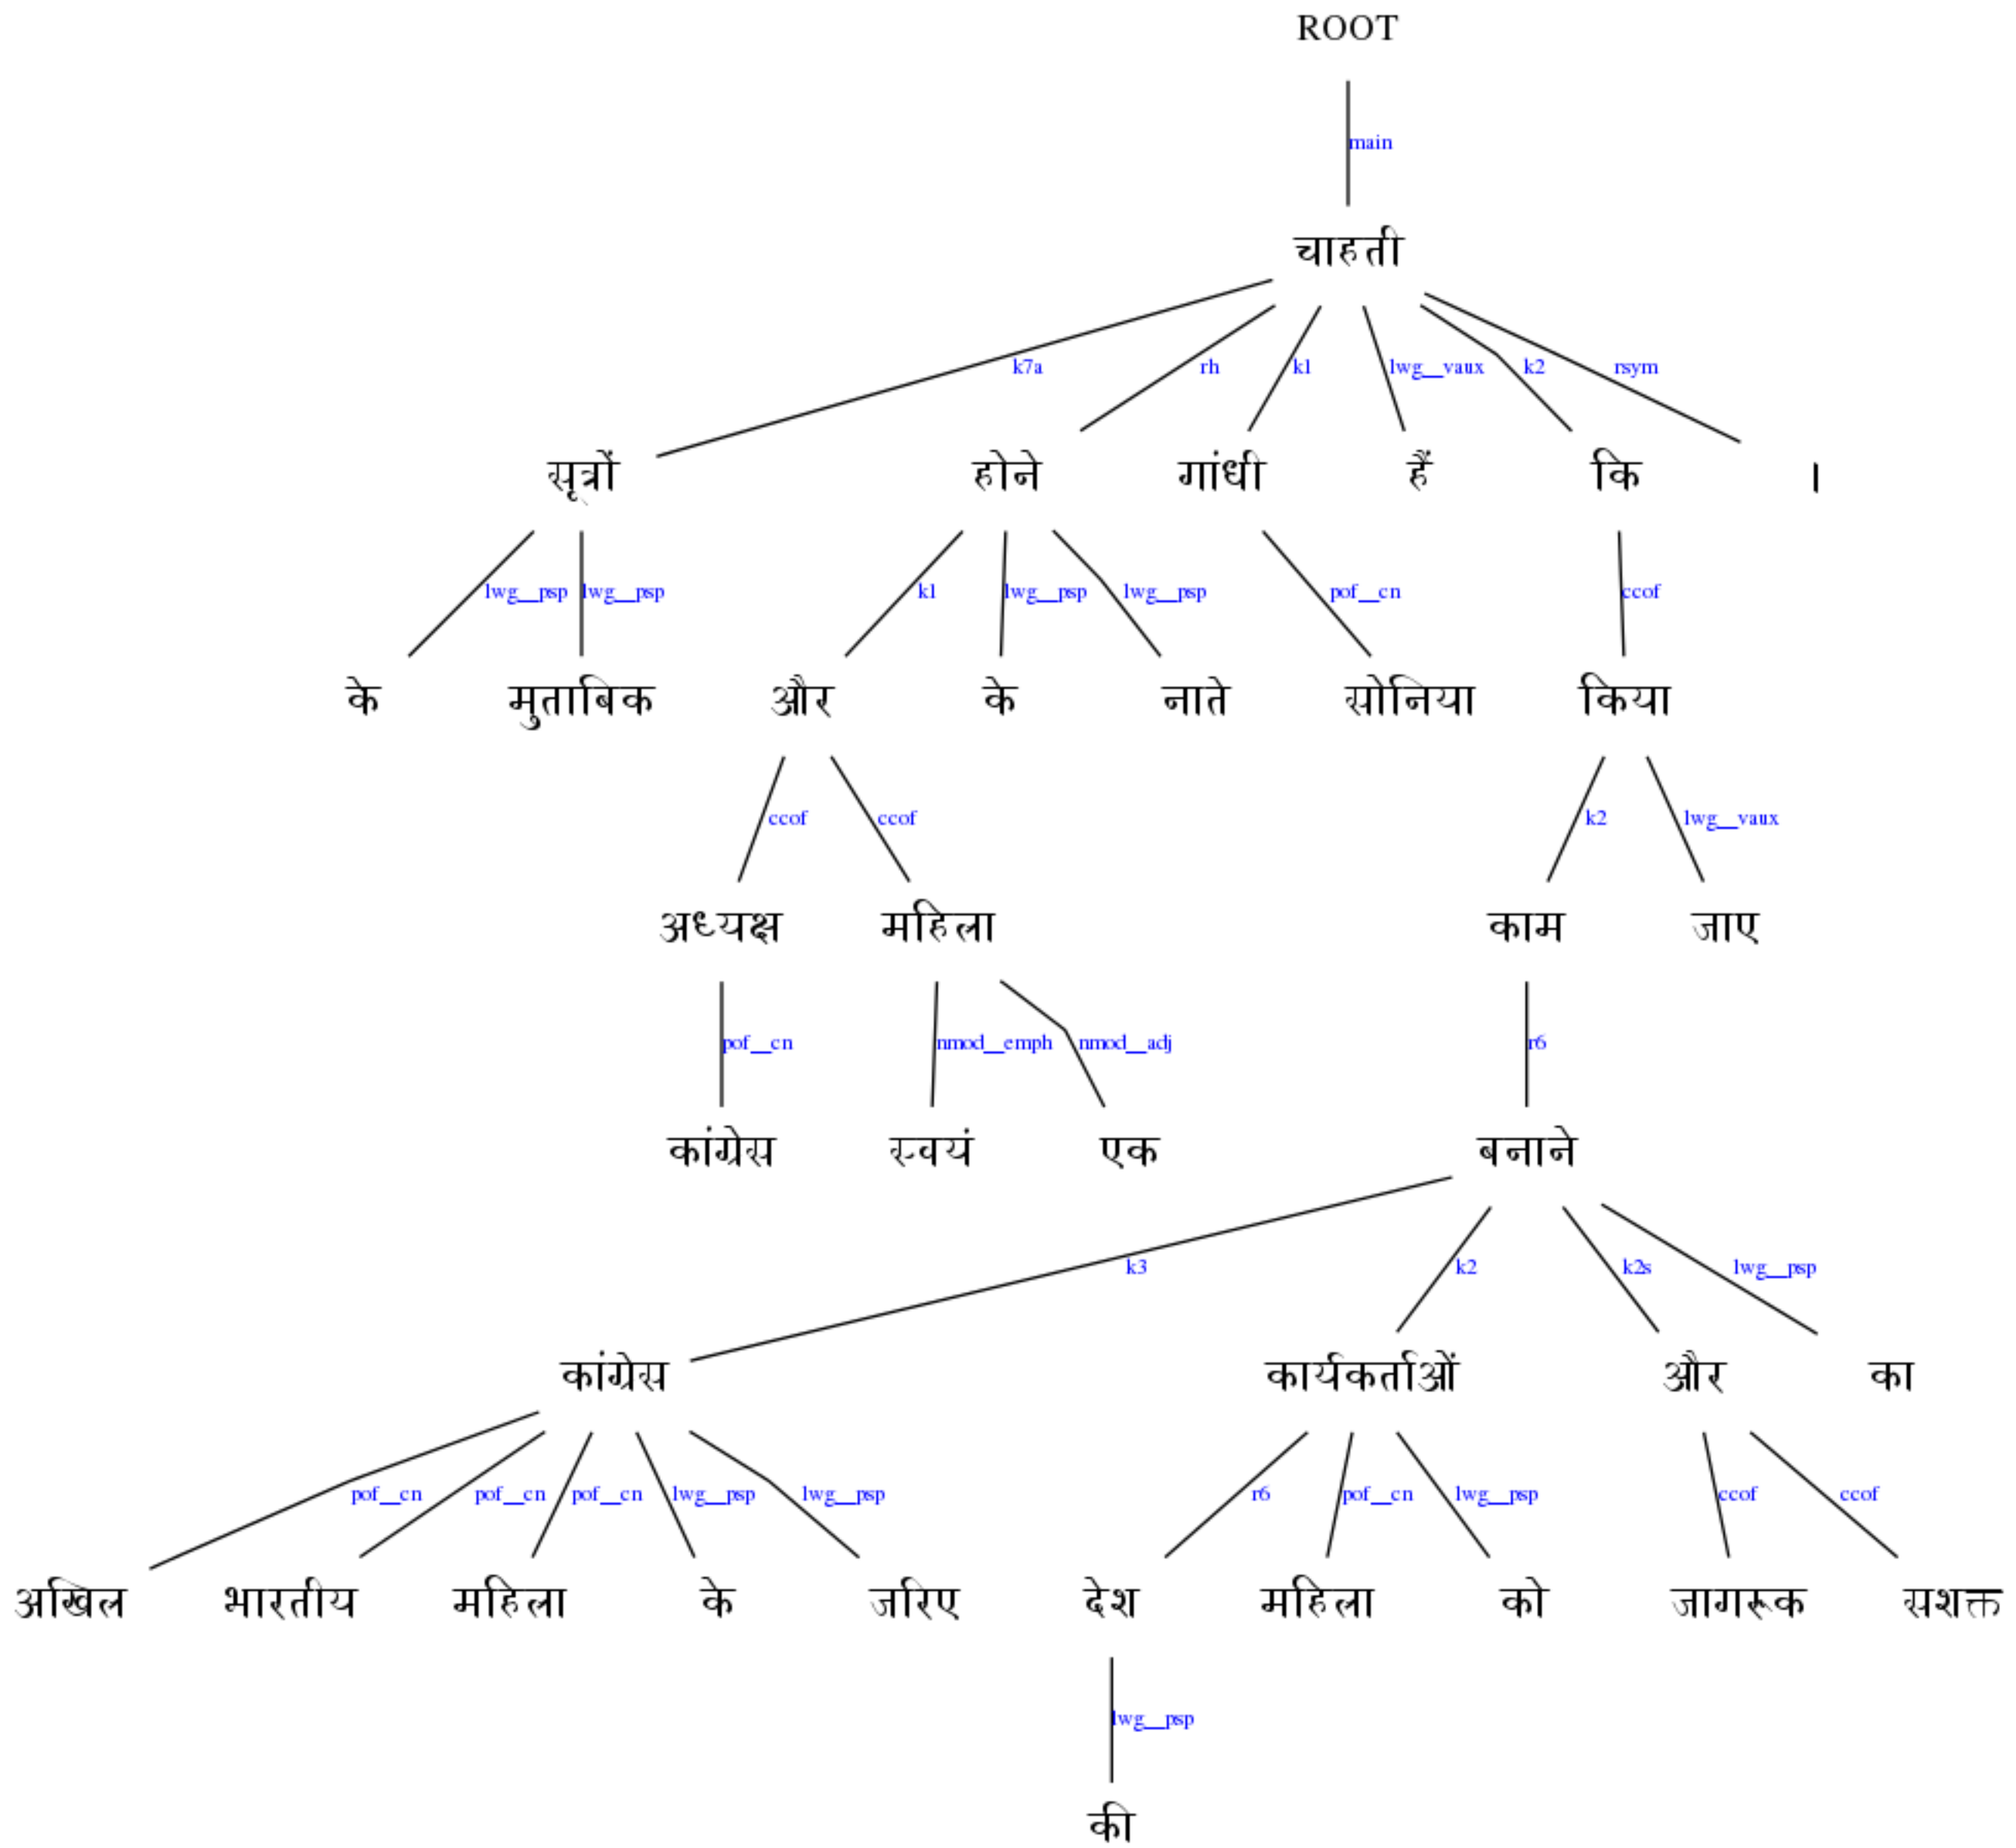 ROOT
main
चाहती
k7a rh k1 lwg__vaux k2 rsym
सूत्रों होने गांधी हैं कि ।
lwg__psp lwg__psp k1 lwg__psp lwg__psp pof__cn ccof
के मुताबिक और के नाते सोनिया किया
ccof ccof k2 lwg__vaux
अध्यक्ष महिला काम जाए
pof__cn nmod__emph nmod__adj r6
कांग्रेस स्वयं एक बनाने
k3 k2 k2s lwg__psp
कांग्रेस कार्यकर्ताओं और का
pof__cn pof__cn pof__cn lwg__psp lwg__psp r6 pof__cn lwg__psp ccof ccof
अखिल भारतीय महिला के जरिए देश महिला को जागरूक सशक्त
lwg__psp
की